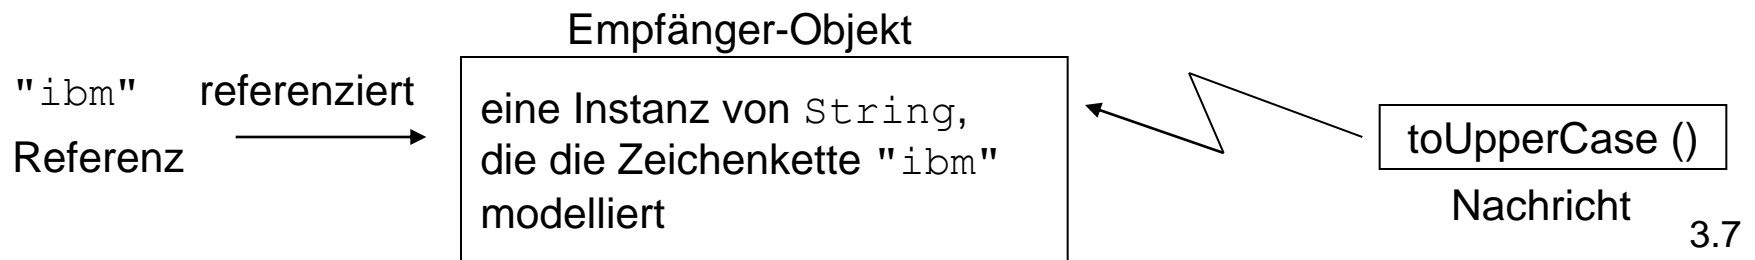 Empfänger-Objekt
"ibm" referenziert
Referenz
eine Instanz von String,
die die Zeichenkette "ibm"
modelliert
toUpperCase ()
Nachricht
3.7